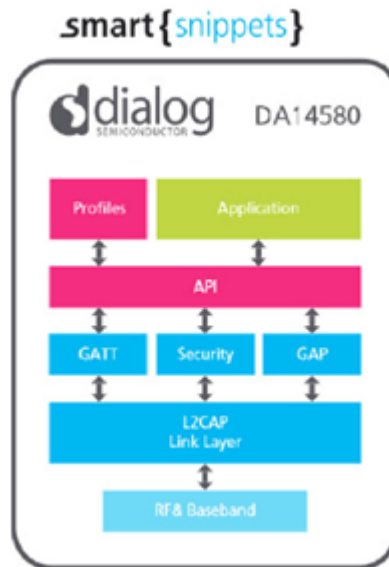 .smart{snippets}
dialog DA14580
SEMICONDUCTOR
Profiles Application
API
GATT Security GAP
L2CAP
Link Layer
RF& Baseband